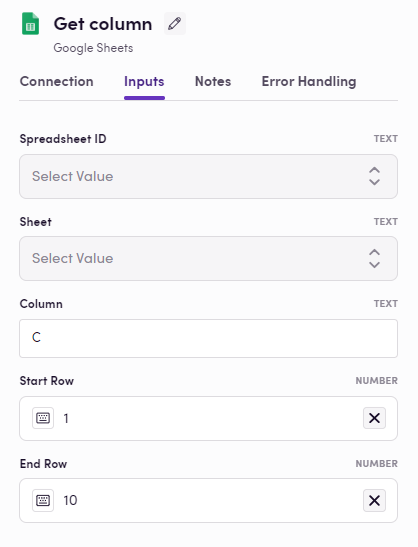 Get column
Google Sheets
Connection Inputs Notes Error Handling
Spreadsheet ID TEXT
Select Value
Sheet TEXT
Select Value
Column TEXT
C
Start Row NUMBER
1
End Row NUMBER
10